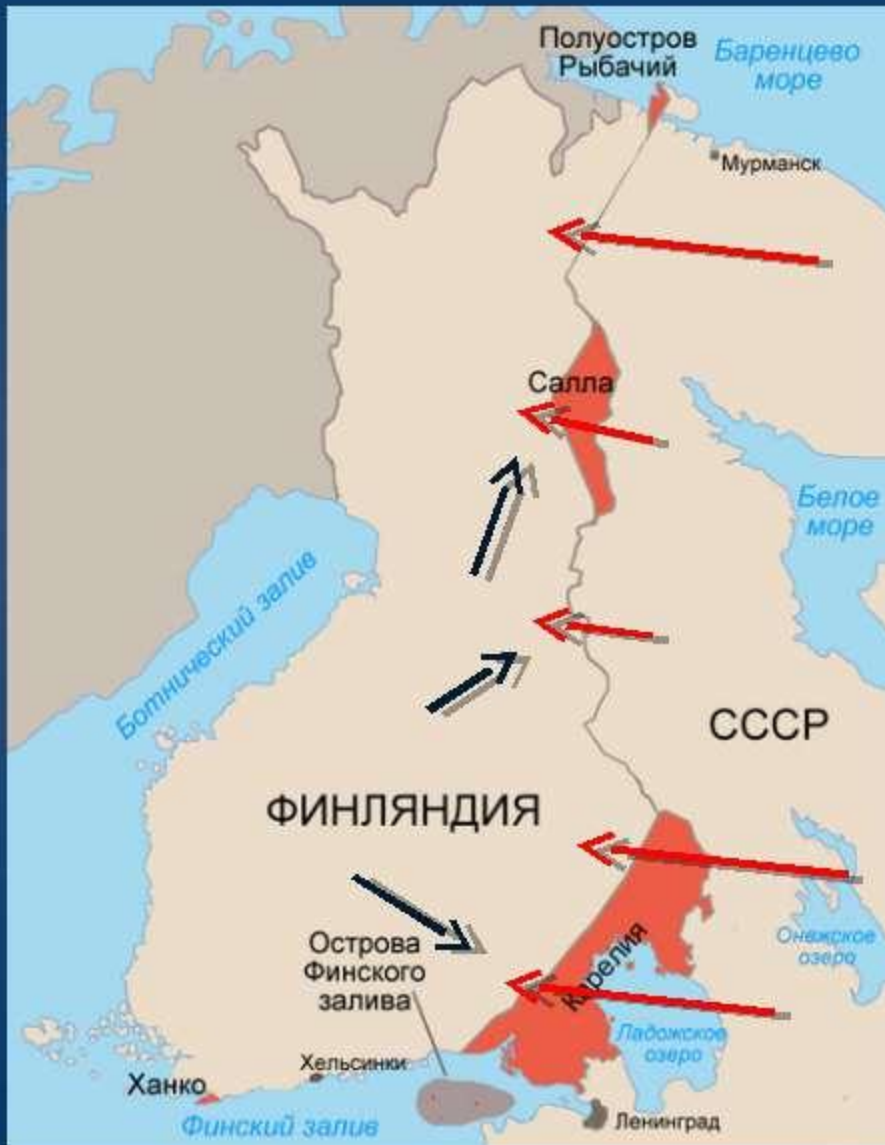 Полуостров
Рыбачий
Баренцево
море
Мурманск
Салла
Белое
море
Ботнический залив
СССР
ФИНЛЯНДИЯ
Острова
Финского
залива
Карелия
Онежское
озеро
Ладожское
озеро
Хельсинки
Ханко
Финский залив
Ленинград